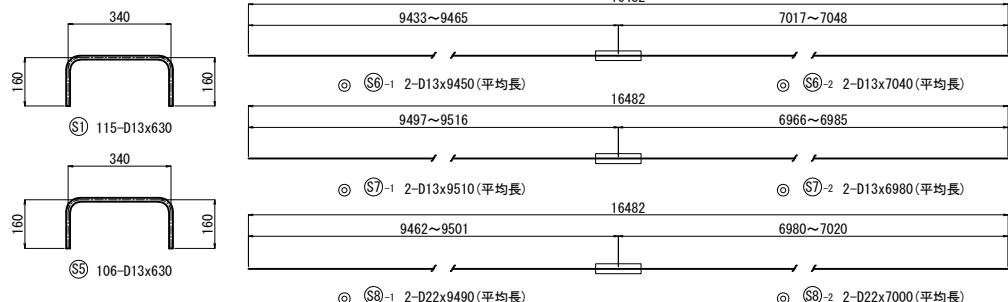 340
160
160
S1 115-D13x630
340
160
160
S5 106-D13x630
9433～9465
7017～7048
◎ S6-1 2-D13x9450(平均長)
◎ S6-2 2-D13x7040(平均長)
16482
9497～9516
6966～6985
◎ S7-1 2-D13x9510(平均長)
◎ S7-2 2-D13x6980(平均長)
16482
9462～9501
6980～7020
◎ S8-1 2-D22x9490(平均長)
◎ S8-2 2-D22x7000(平均長)